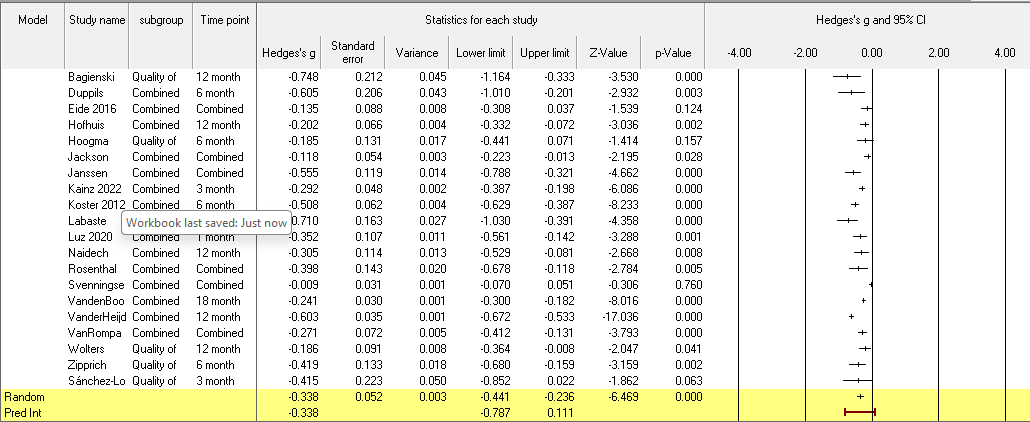 Model Study name subgroup Time point Statistics for each study Hedges's g and 95% CI
Hedges's g Standard error Variance Lower limit Upper limit Z-Value p-Value -4.00 -2.00 0.00 2.00 4.00
Bagienski Quality of 12 month -0.748 0.212 0.045 -1.164 -0.333 -3.530 0.000
Duppils Combined 6 month -0.605 0.206 0.043 -1.010 -0.201 -2.932 0.003
Eide 2016 Combined Combined -0.135 0.088 0.008 -0.308 0.037 -1.539 0.124
Hofhuis Combined 12 month -0.202 0.066 0.004 -0.332 -0.072 -3.036 0.002
Hoogma Quality of 6 month -0.185 0.131 0.017 -0.441 0.071 -1.414 0.157
Jackson Combined Combined -0.118 0.054 0.003 -0.223 -0.013 -2.195 0.028
Janssen Combined Combined -0.555 0.119 0.014 -0.788 -0.321 -4.662 0.000
Kainz 2022 Combined 3 month -0.292 0.048 0.002 -0.387 -0.198 -6.086 0.000
Koster 2012 Combined 6 month -0.508 0.062 0.004 -0.629 -0.387 -8.233 0.000
Labaste Workbook last saved: Just now 0.710 0.163 0.027 -1.030 -0.391 -4.358 0.000
Luz 2020 Combined 1 month -0.352 0.107 0.011 -0.561 -0.142 -3.288 0.001
Naidech Combined 12 month -0.305 0.114 0.013 -0.529 -0.081 -2.668 0.008
Rosenthal Combined Combined -0.398 0.143 0.020 -0.678 -0.118 -2.784 0.005
Svenningse Combined Combined -0.009 0.031 0.001 -0.070 0.051 -0.306 0.760
VandenBoo Combined 18 month -0.241 0.030 0.001 -0.300 -0.182 -8.016 0.000
VanderHeijd Combined 12 month -0.603 0.035 0.001 -0.672 -0.533 -17.036 0.000
VanRompa Combined Combined -0.271 0.072 0.005 -0.412 -0.131 -3.793 0.000
Wolters Quality of 12 month -0.186 0.091 0.008 -0.364 -0.008 -2.047 0.041
Zipprich Quality of 6 month -0.419 0.133 0.018 -0.680 -0.159 -3.159 0.002
Sánchez-Lo Quality of 3 month -0.415 0.223 0.050 -0.852 0.022 -1.862 0.063
Random -0.338 0.052 0.003 -0.441 -0.236 -6.469 0.000
Pred Int -0.338 -0.787 0.111